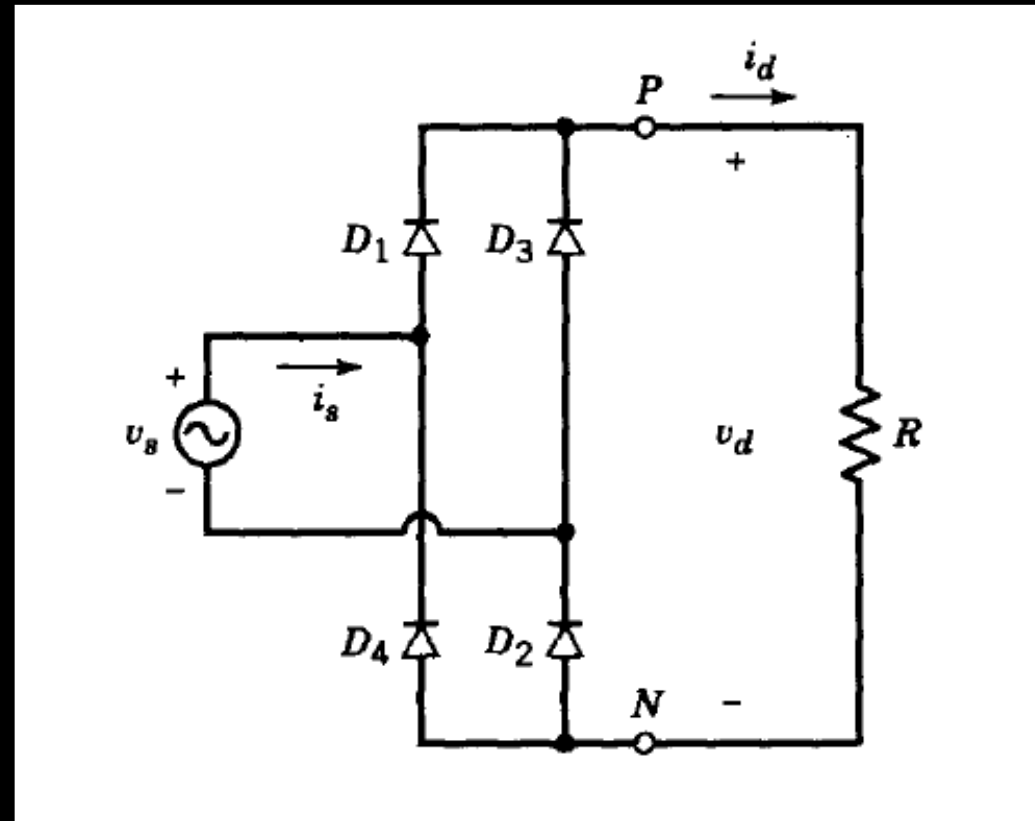 i_d
P
+
D_1 D_3
+
i_s
v_s
v_d R
−
D_4 D_2
N −